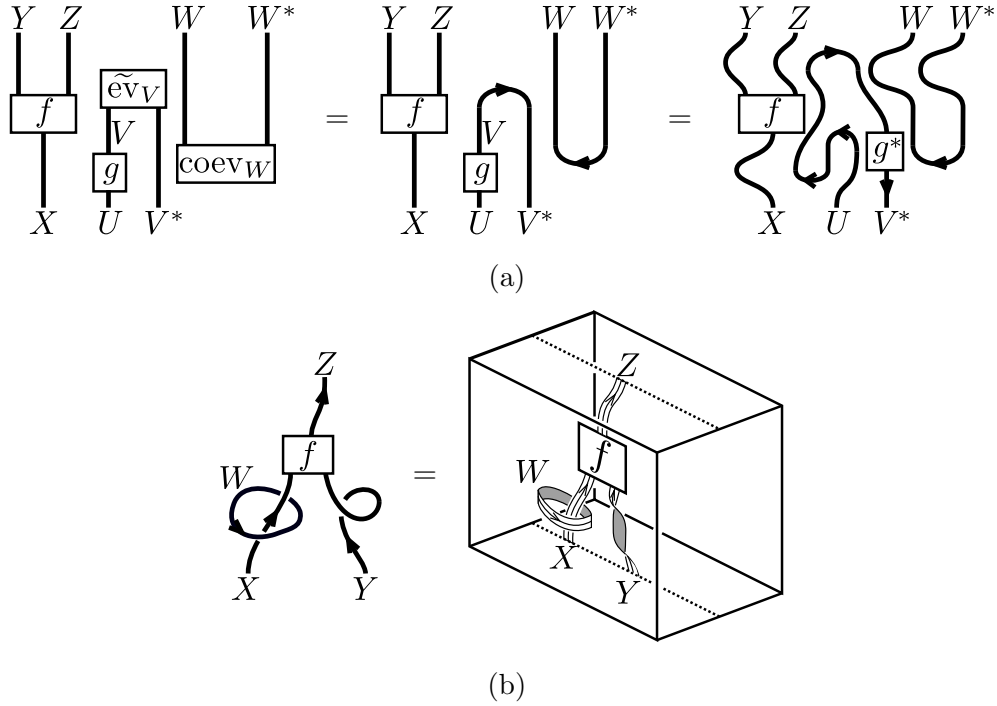 Y Z W W* W W* Y Z W W*
f ẽv_V V g coev_W = f V g = f g*
X U V* X U V* X U V*
(a)
Z Z
f = f
W W
X Y X Y
(b)